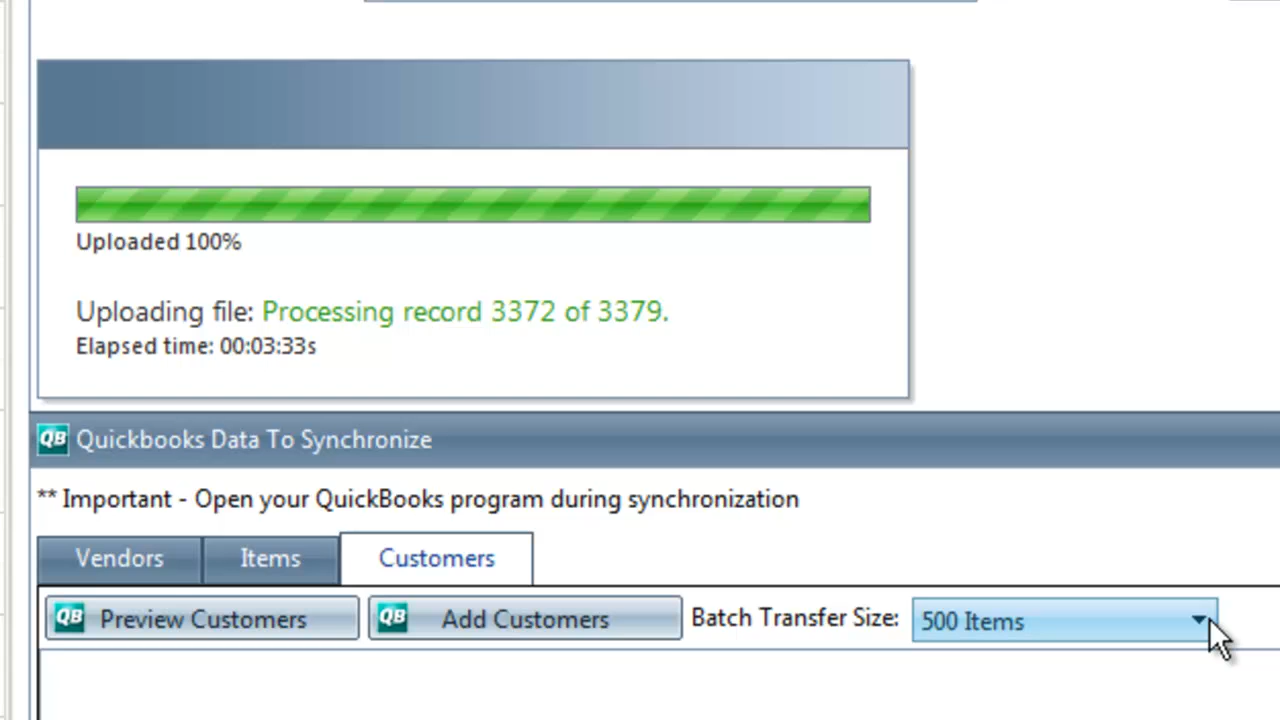 Uploaded 100%
Uploading file: Processing record 3372 of 3379.
Elapsed time: 00:03:33s
QB Quickbooks Data To Synchronize
** Important - Open your QuickBooks program during synchronization
Vendors Items Customers
QB Preview Customers QB Add Customers Batch Transfer Size: 500 Items